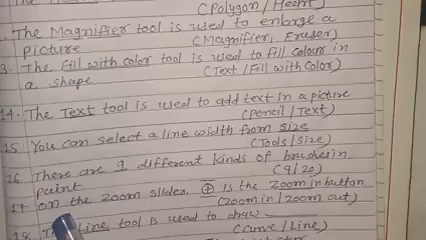 (Polygon/Heart)
. The Magnifier tool is used to enlarge a
picture (Magnifier, Eruser)
3. The Fill with color tool is used to fill colour in
a shape (Text/Fill with Color)
14. The Text tool is used to add text in a picture
(Pencil/Text)
15 You can select a line width from size
(Tools/Size)
16 There are 9 different kinds of brushes in
paint (9/20)
17 on the zoom slider, ⊕ is the zoom in button
(zoom in/zoom out)
18 The Line tool is used to draw
(Curve/Line)